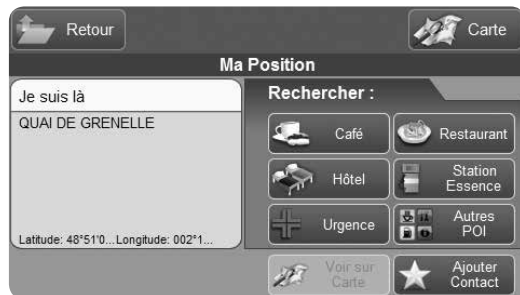 Retour
Carte
Ma Position
Je suis là
QUAI DE GRENELLE
Latitude: 48°51'0...Longitude: 002°1...
Rechercher :
Café
Restaurant
Hôtel
Station
Essence
Urgence
Autres
POI
Voir sur
Carte
Ajouter
Contact